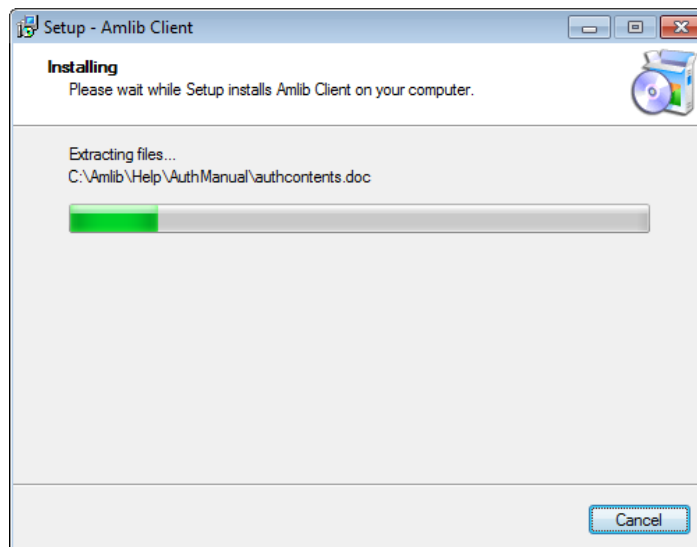 Setup - Amlib Client
Installing
Please wait while Setup installs Amlib Client on your computer.
Extracting files...
C:\Amlib\Help\AuthManual\authcontents.doc
Cancel